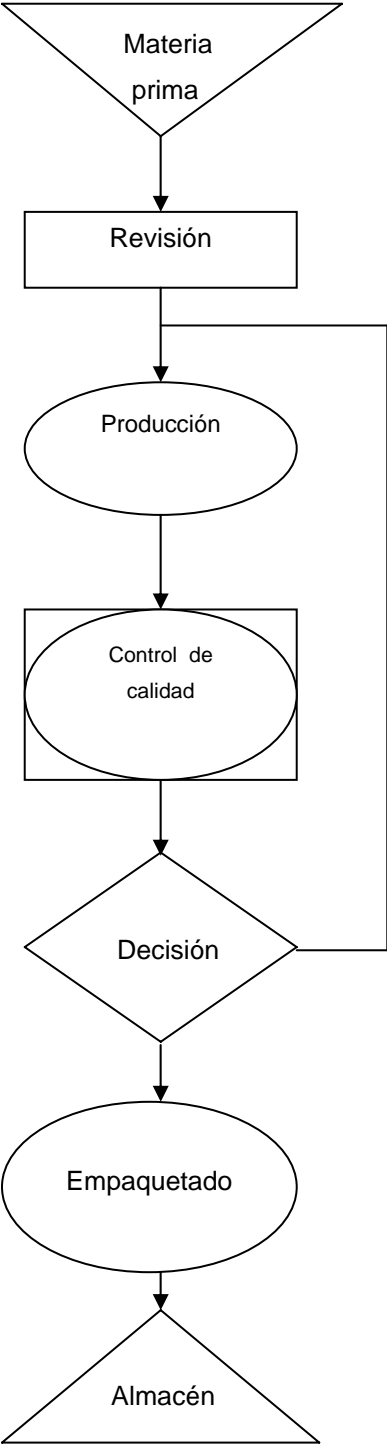 Materia
prima
Revisión
Producción
Control de
calidad
Decisión
Empaquetado
Almacén